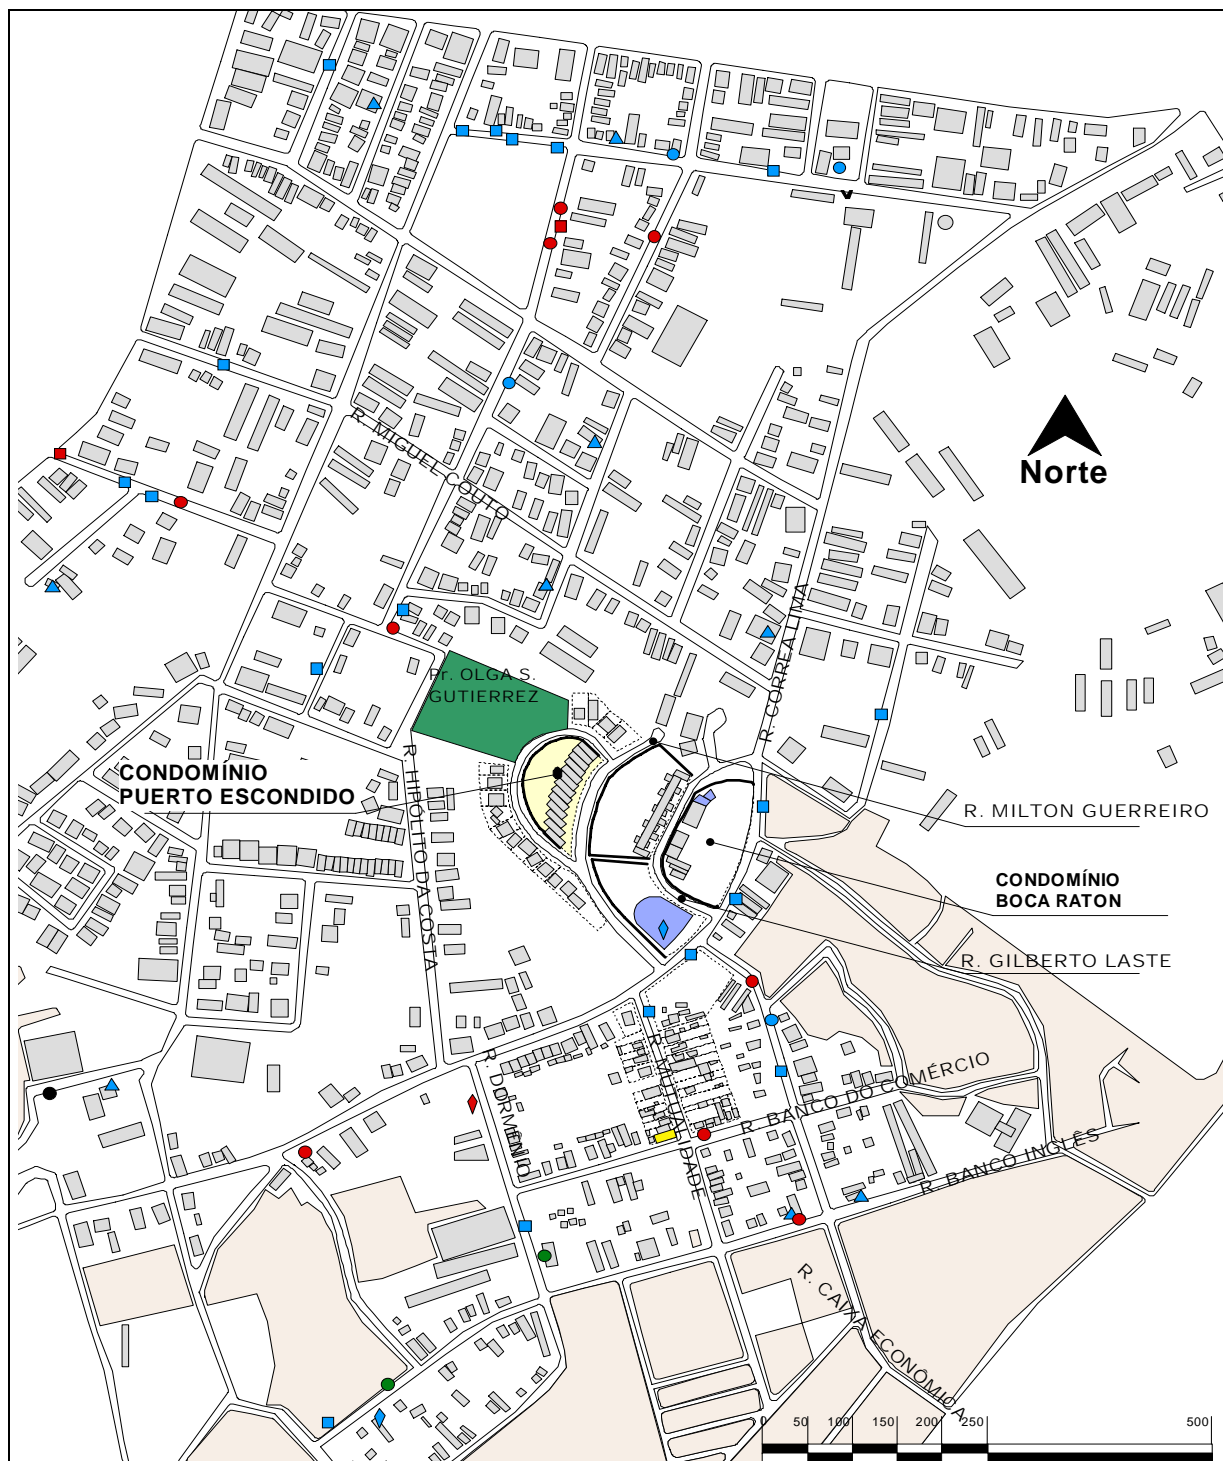 R. MIGUEL COUTO
Norte
R. CORREA LIMA
Pr. OLGA S.
GUTIERREZ
CONDOMÍNIO
PUERTO ESCONDIDO
R. HIPÓLITO DA COSTA
R. MILTON GUERREIRO
CONDOMÍNIO
BOCA RATON
R. GILBERTO LASTE
R. DORMÊNIO
R. MUTUALIDADE
R. BANCO DO COMÉRCIO
R. BANCO INGLÊS
R. CAIXA ECONÔMICA
0 50 100 150 200 250 500